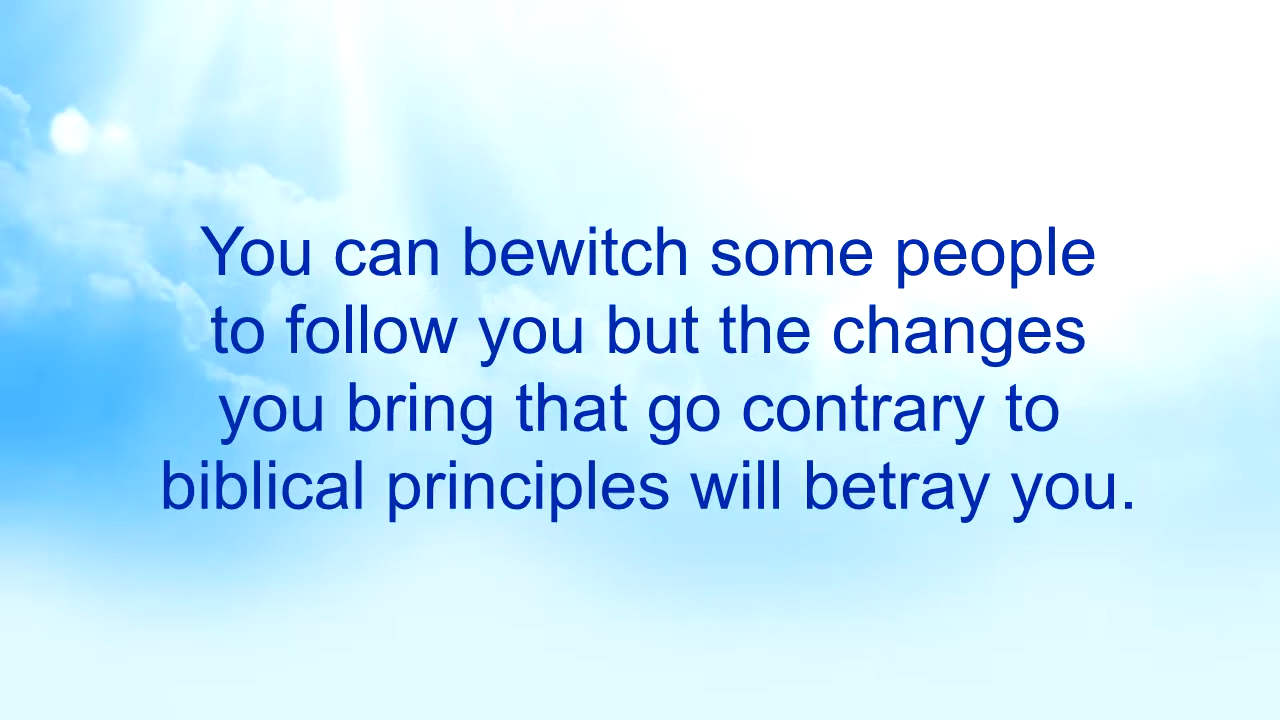 You can bewitch some people
to follow you but the changes
you bring that go contrary to
biblical principles will betray you.